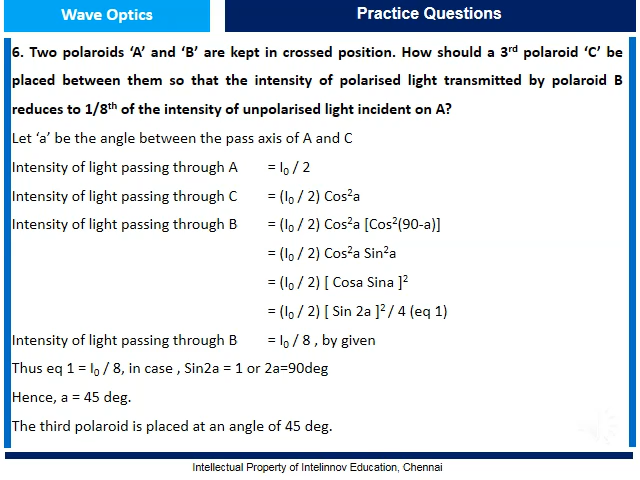 Wave Optics
Practice Questions
6. Two polaroids ‘A’ and ‘B’ are kept in crossed position. How should a 3rd polaroid ‘C’ be
placed between them so that the intensity of polarised light transmitted by polaroid B
reduces to 1/8th of the intensity of unpolarised light incident on A?
Let ‘a’ be the angle between the pass axis of A and C
Intensity of light passing through A = I₀ / 2
Intensity of light passing through C = (I₀ / 2) Cos²a
Intensity of light passing through B = (I₀ / 2) Cos²a [Cos²(90-a)]
= (I₀ / 2) Cos²a Sin²a
= (I₀ / 2) [ Cosa Sina ]²
= (I₀ / 2) [ Sin 2a ]² / 4 (eq 1)
Intensity of light passing through B = I₀ / 8 , by given
Thus eq 1 = I₀ / 8, in case , Sin2a = 1 or 2a=90deg
Hence, a = 45 deg.
The third polaroid is placed at an angle of 45 deg.
Intellectual Property of Intelinnov Education, Chennai